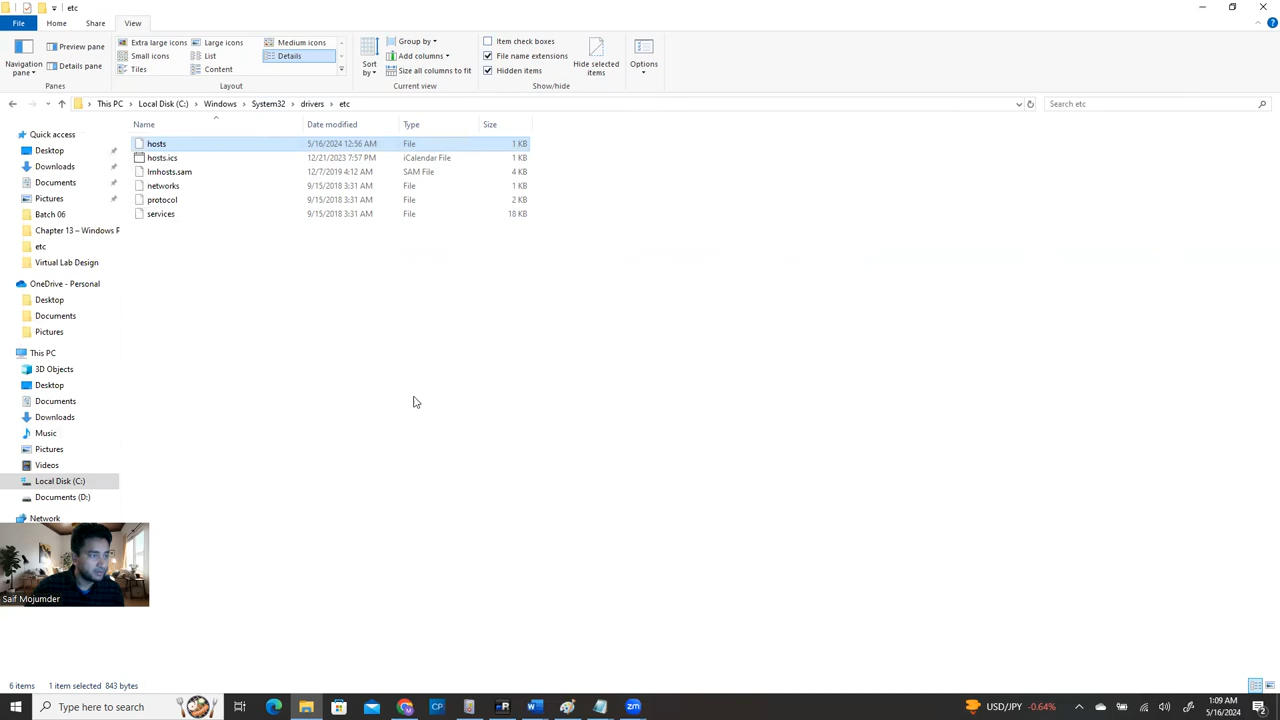 etc
File Home Share View
Navigation pane
Preview pane
Details pane
Panes
Extra large icons Large icons Medium icons
Small icons List Details
Tiles Content
Layout
Sort by
Group by
Add columns
Size all columns to fit
Current view
Item check boxes
File name extensions
Hidden items
Hide selected items
Show/hide
Options
This PC Local Disk (C:) Windows System32 drivers etc
Search etc
Name Date modified Type Size
hosts 5/16/2024 12:56 AM File 1 KB
hosts.ics 12/21/2023 7:57 PM iCalendar File 1 KB
lmhosts.sam 12/7/2019 4:12 AM SAM File 4 KB
networks 9/15/2018 3:31 AM File 1 KB
protocol 9/15/2018 3:31 AM File 2 KB
services 9/15/2018 3:31 AM File 18 KB
Quick access
Desktop
Downloads
Documents
Pictures
Batch 06
Chapter 13 – Windows F
etc
Virtual Lab Design
OneDrive - Personal
Desktop
Documents
Pictures
This PC
3D Objects
Desktop
Documents
Downloads
Music
Pictures
Videos
Local Disk (C:)
Documents (D:)
Network
Saif Mojumder
6 items 1 item selected 843 bytes
Type here to search
CP
zm
USD/JPY -0.64%
1:09 AM
5/16/2024